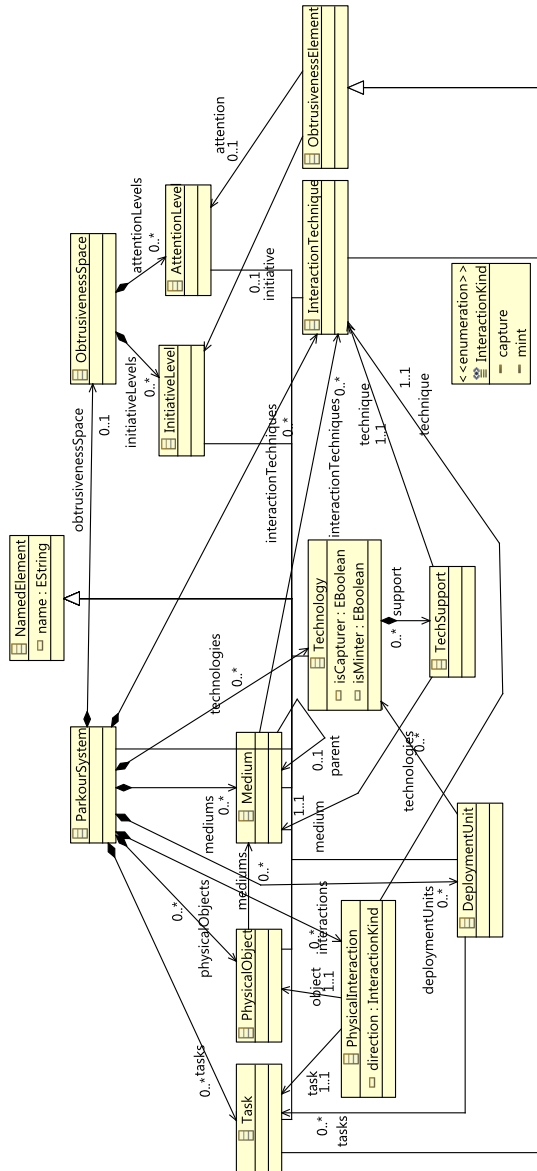 NamedElement
name : EString
ParkourSystem
obtrusivenessSpace
0..1
ObtrusivenessSpace
initiativeLevels
0..*
attentionLevels
0..*
InitiativeLevel
AttentionLevel
attention
0..1
0..1
initiative
ObtrusivenessElement
tasks
0..*
physicalObjects
0..*
mediums
0..*
technologies
0..*
interactionTechniques
0..*
Task
PhysicalObject
mediums
0..*
Medium
parent
0..1
interactionTechniques
0..*
InteractionTechnique
Technology
isCapturer : EBoolean
isMinter : EBoolean
support
0..*
technique
1..1
technique
1..1
<<enumeration>>
InteractionKind
capture
mint
interactions
0..*
object
1..1
task
1..1
medium
1..1
PhysicalInteraction
direction : InteractionKind
deploymentUnits
0..*
technologies
0..*
TechSupport
DeploymentUnit
tasks
0..*